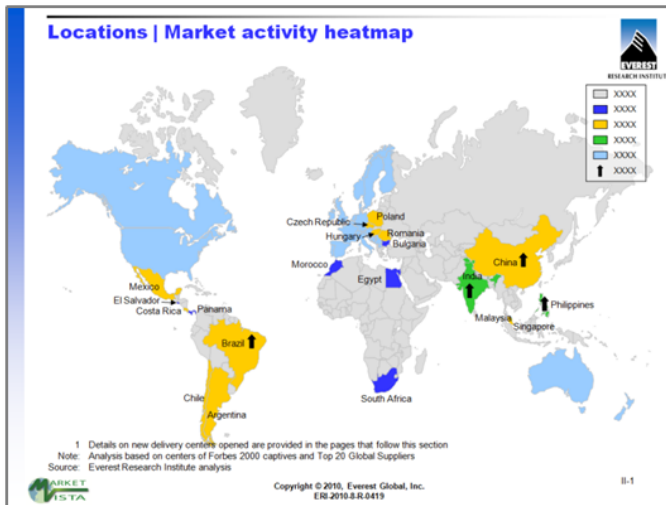 Locations | Market activity heatmap
EVEREST
RESEARCH INSTITUTE
XXXX
XXXX
XXXX
XXXX
XXXX
XXXX
Poland
Czech Republic
Romania
Hungary
Bulgaria
China
Morocco
Egypt
India
Mexico
El Salvador
Panama
Philippines
Costa Rica
Malaysia
Singapore
Brazil
Chile
South Africa
Argentina
1 Details on new delivery centers opened are provided in the pages that follow this section
Note: Analysis based on centers of Forbes 2000 captives and Top 20 Global Suppliers
Source: Everest Research Institute analysis
MARKET
VISTA
Copyright © 2010, Everest Global, Inc.
ERI-2010-8-R-0419
II-1